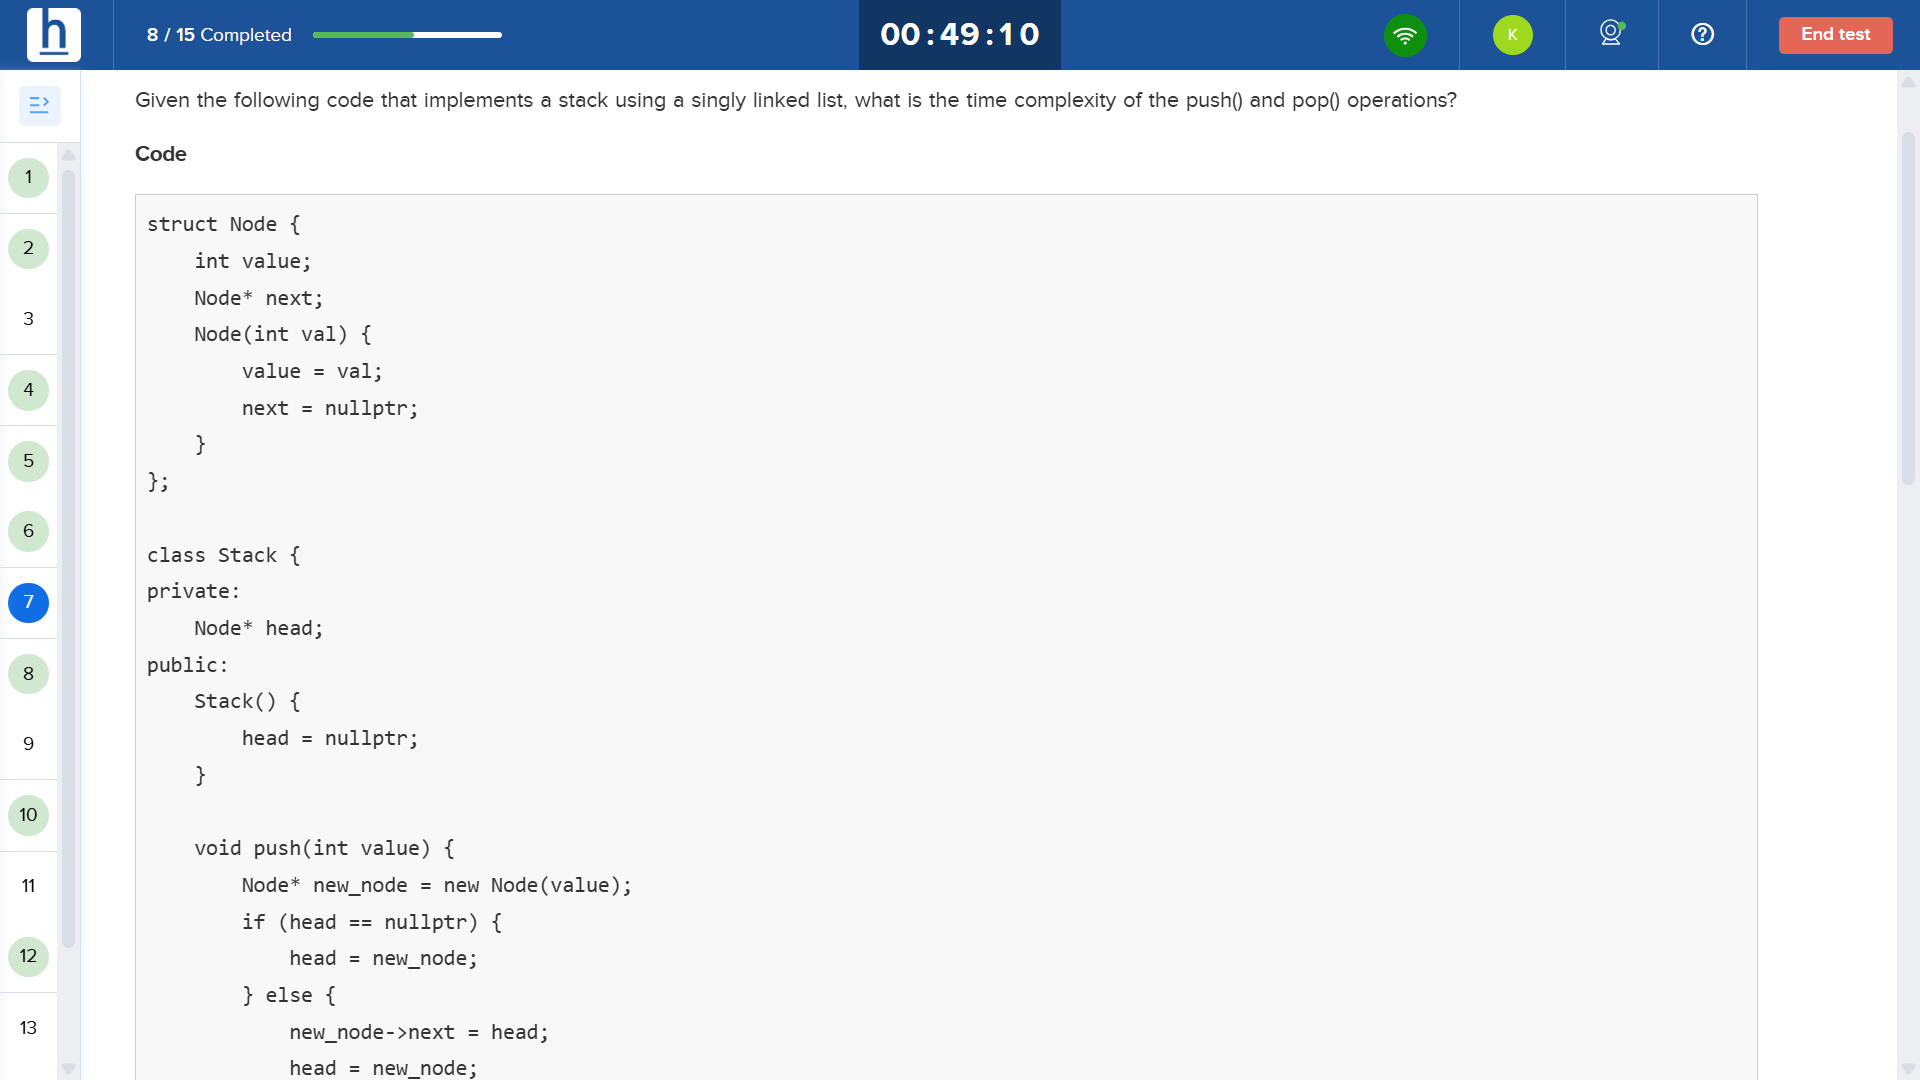 h
8 / 15 Completed
00:49:10
K
?
End test
1
2
3
4
5
6
7
8
9
10
11
12
13
Given the following code that implements a stack using a singly linked list, what is the time complexity of the push() and pop() operations?
Code
struct Node {
    int value;
    Node* next;
    Node(int val) {
        value = val;
        next = nullptr;
    }
};

class Stack {
private:
    Node* head;
public:
    Stack() {
        head = nullptr;
    }

    void push(int value) {
        Node* new_node = new Node(value);
        if (head == nullptr) {
            head = new_node;
        } else {
            new_node->next = head;
            head = new_node;